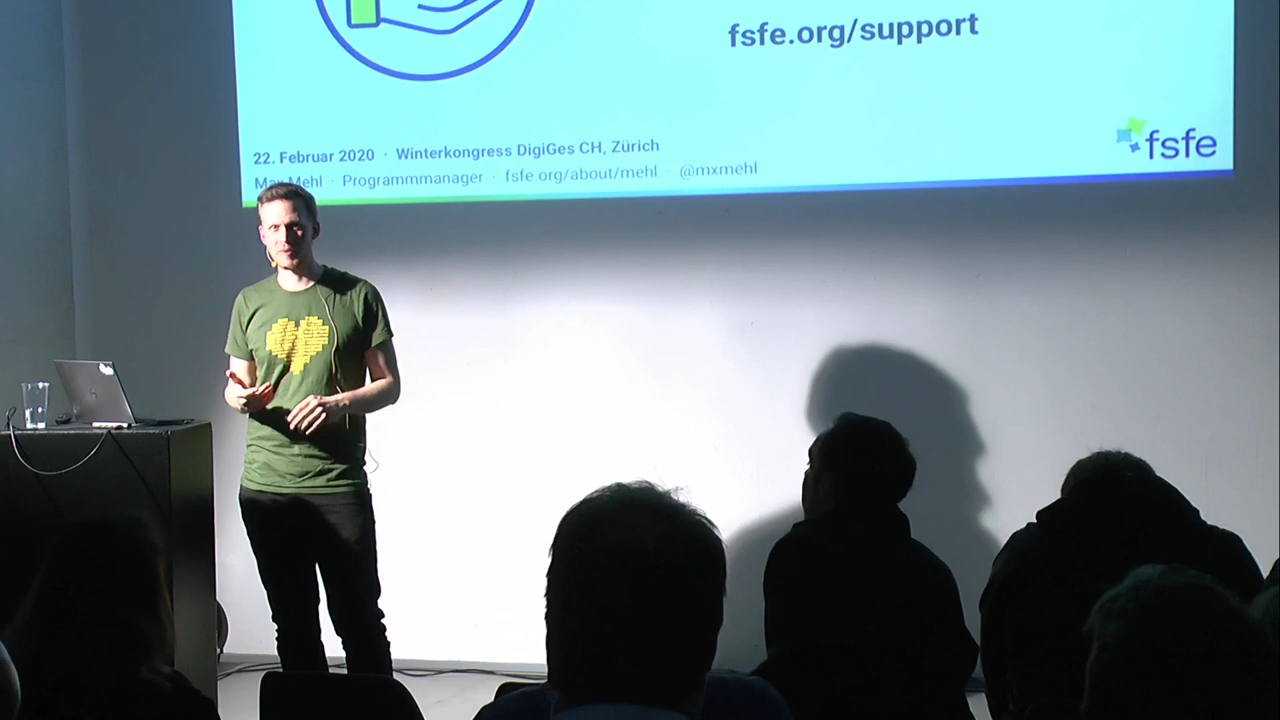 fsfe.org/support
22. Februar 2020 · Winterkongress DigiGes CH, Zürich
Max Mehl · Programmmanager · fsfe.org/about/mehl · @mxmehl
fsfe